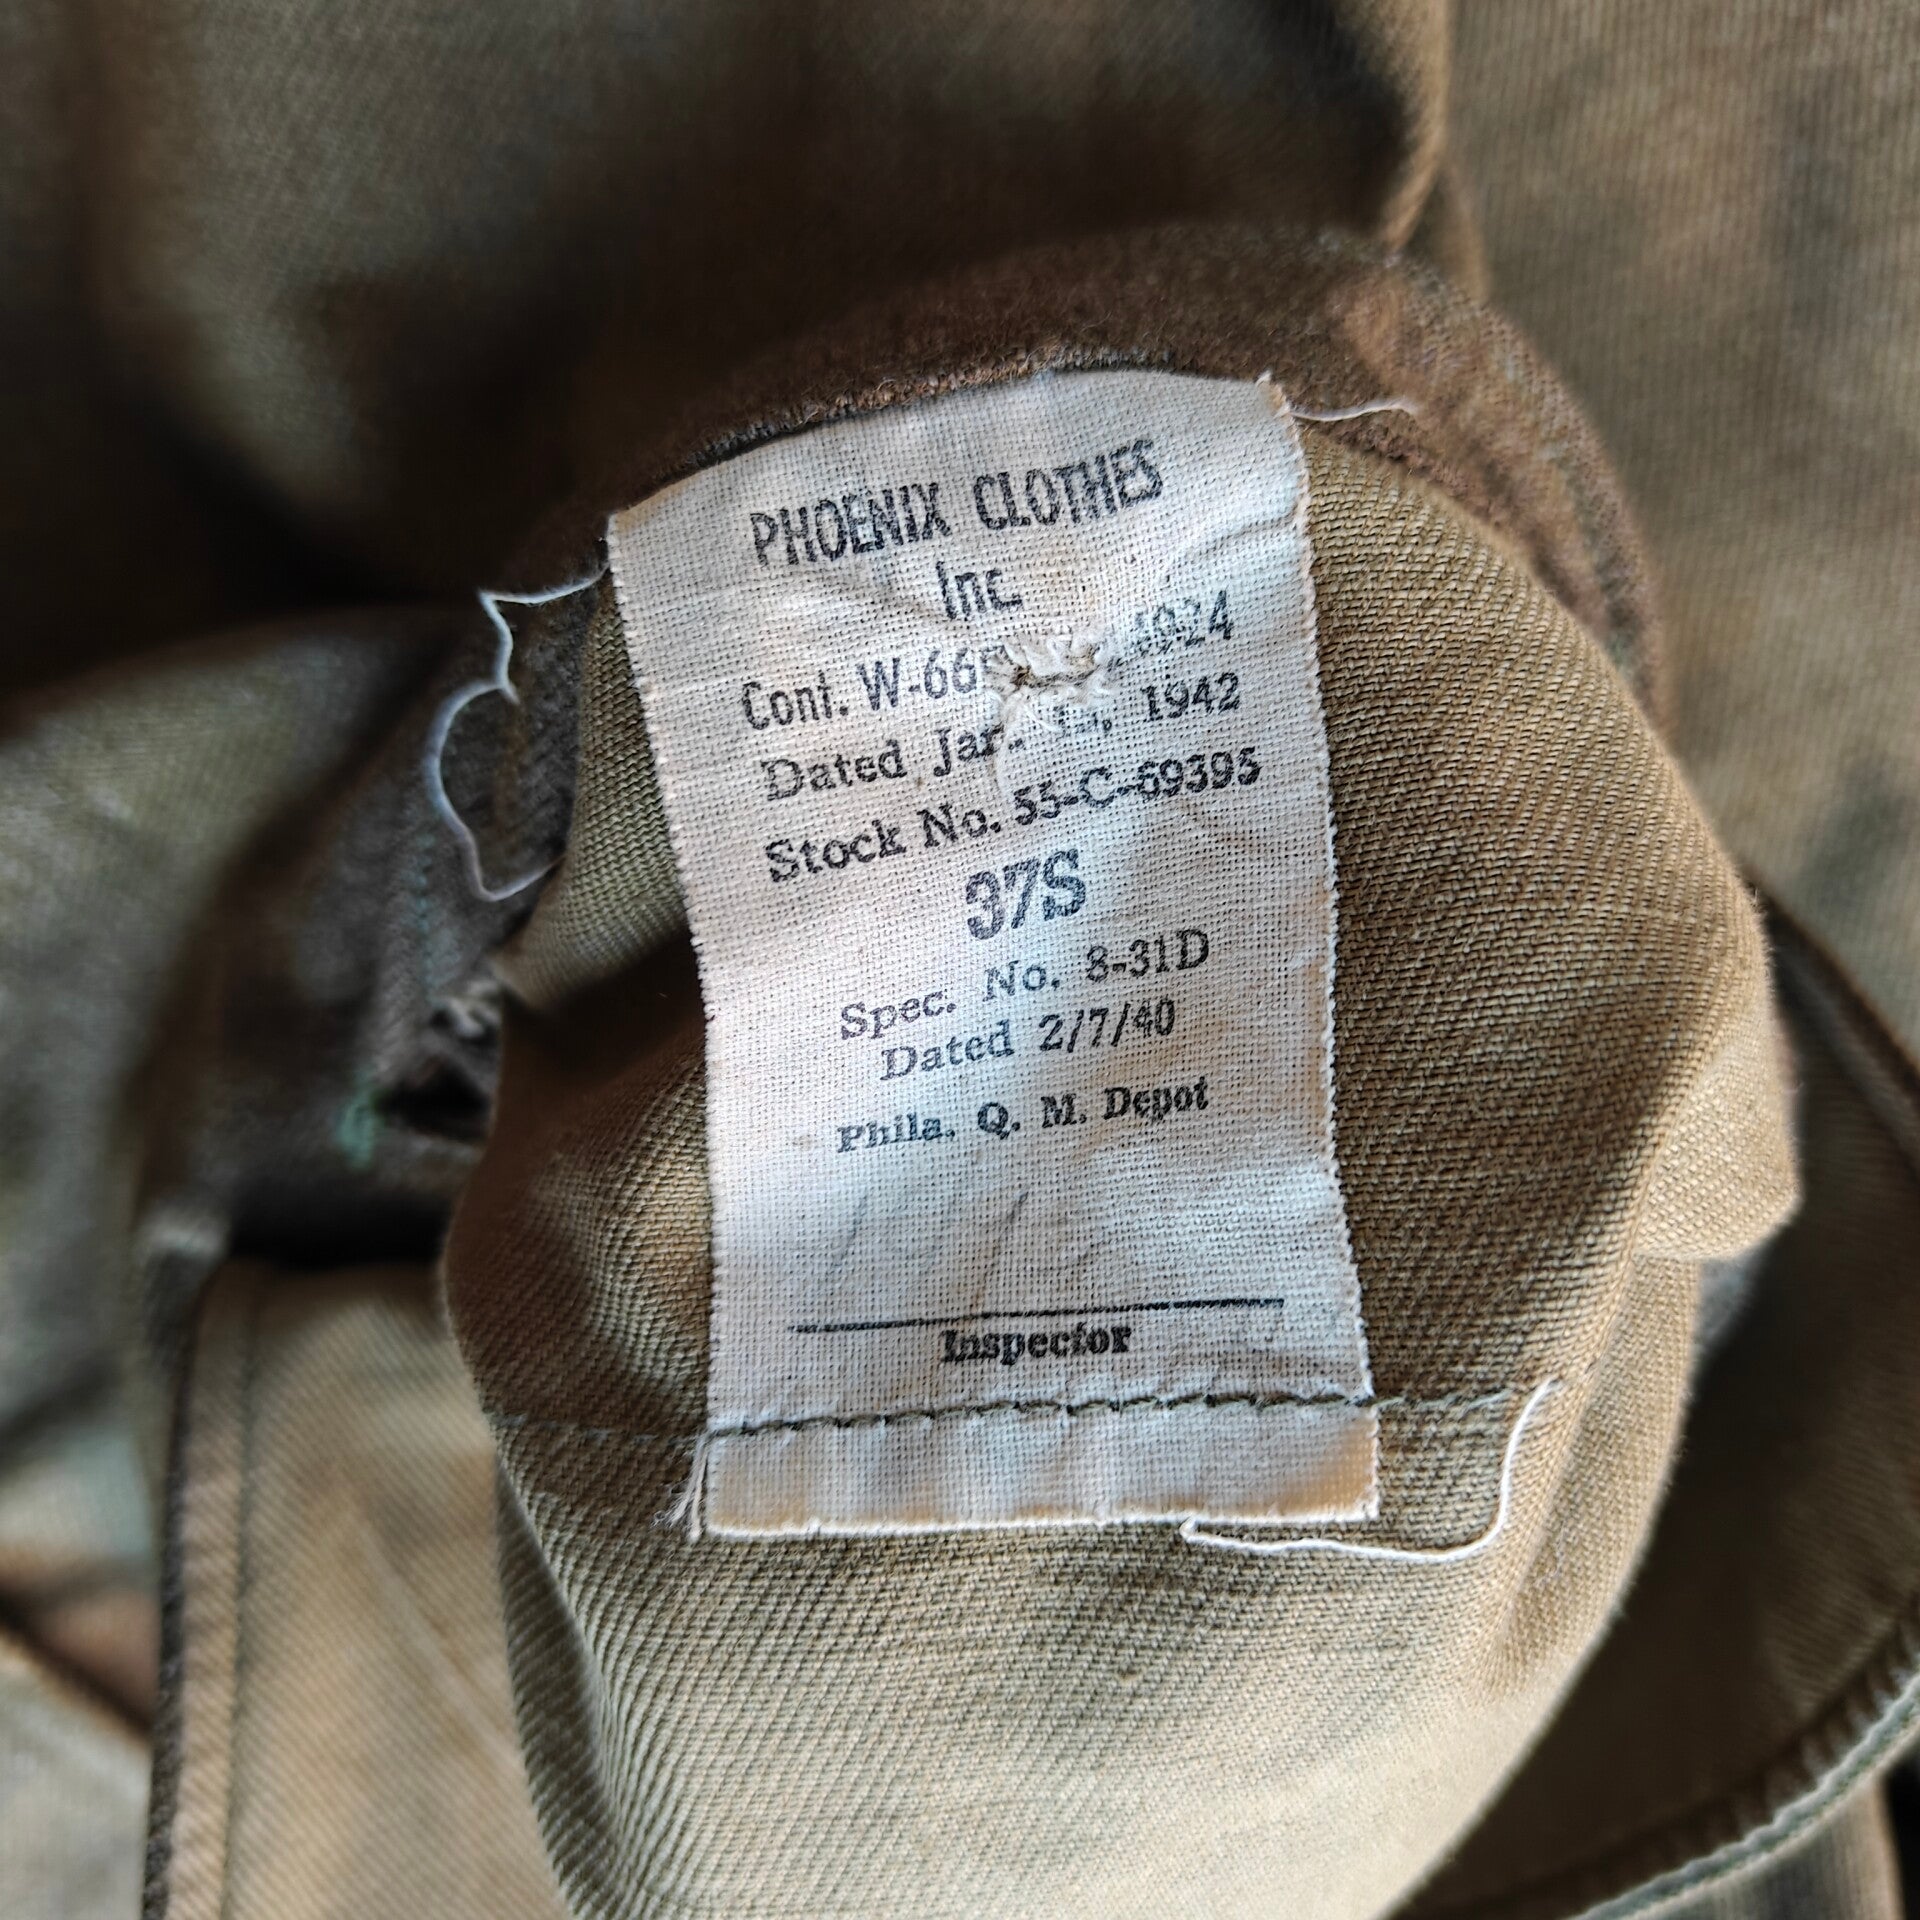 PHOENIX CLOTHES
Inc.
Cont. W-66
Dated Jan. 1942
Stock No. 55-C-69395
37S
Spec. No. 8-31D
Dated 2/7/40
Phila. Q. M. Depot
Inspector